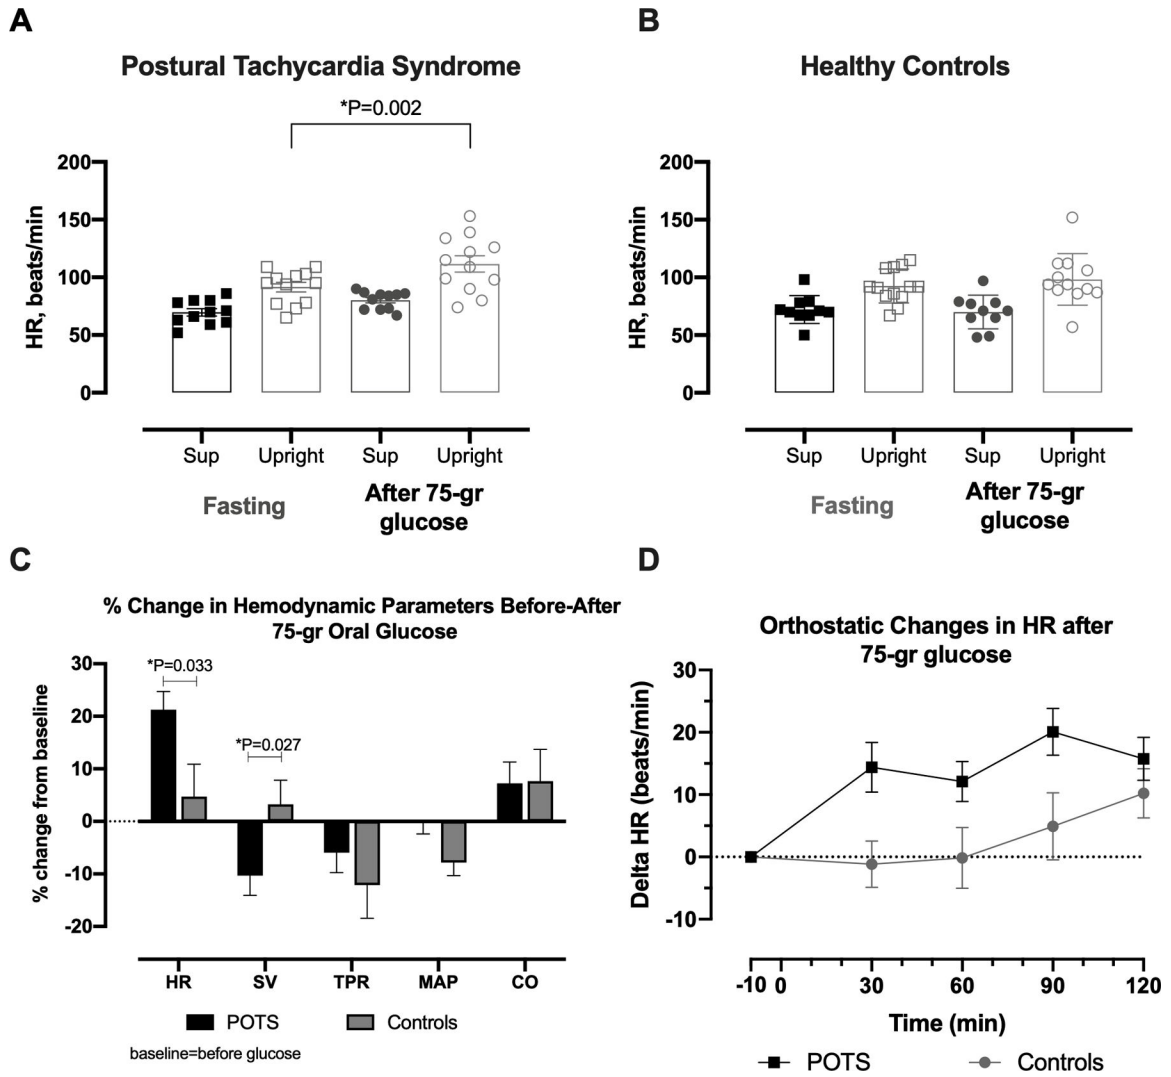 A
Postural Tachycardia Syndrome
*P=0.002
HR, beats/min
200
150
100
50
0
Sup
Upright
Sup
Upright
Fasting
After 75-gr
glucose
B
Healthy Controls
HR, beats/min
200
150
100
50
0
Sup
Upright
Sup
Upright
Fasting
After 75-gr
glucose
C
% Change in Hemodynamic Parameters Before-After
75-gr Oral Glucose
% change from baseline
30
20
10
0
-10
-20
*P=0.033
*P=0.027
HR
SV
TPR
MAP
CO
POTS
Controls
baseline=before glucose
D
Orthostatic Changes in HR after
75-gr glucose
Delta HR (beats/min)
30
20
10
0
-10
-10
0
30
60
90
120
Time (min)
POTS
Controls